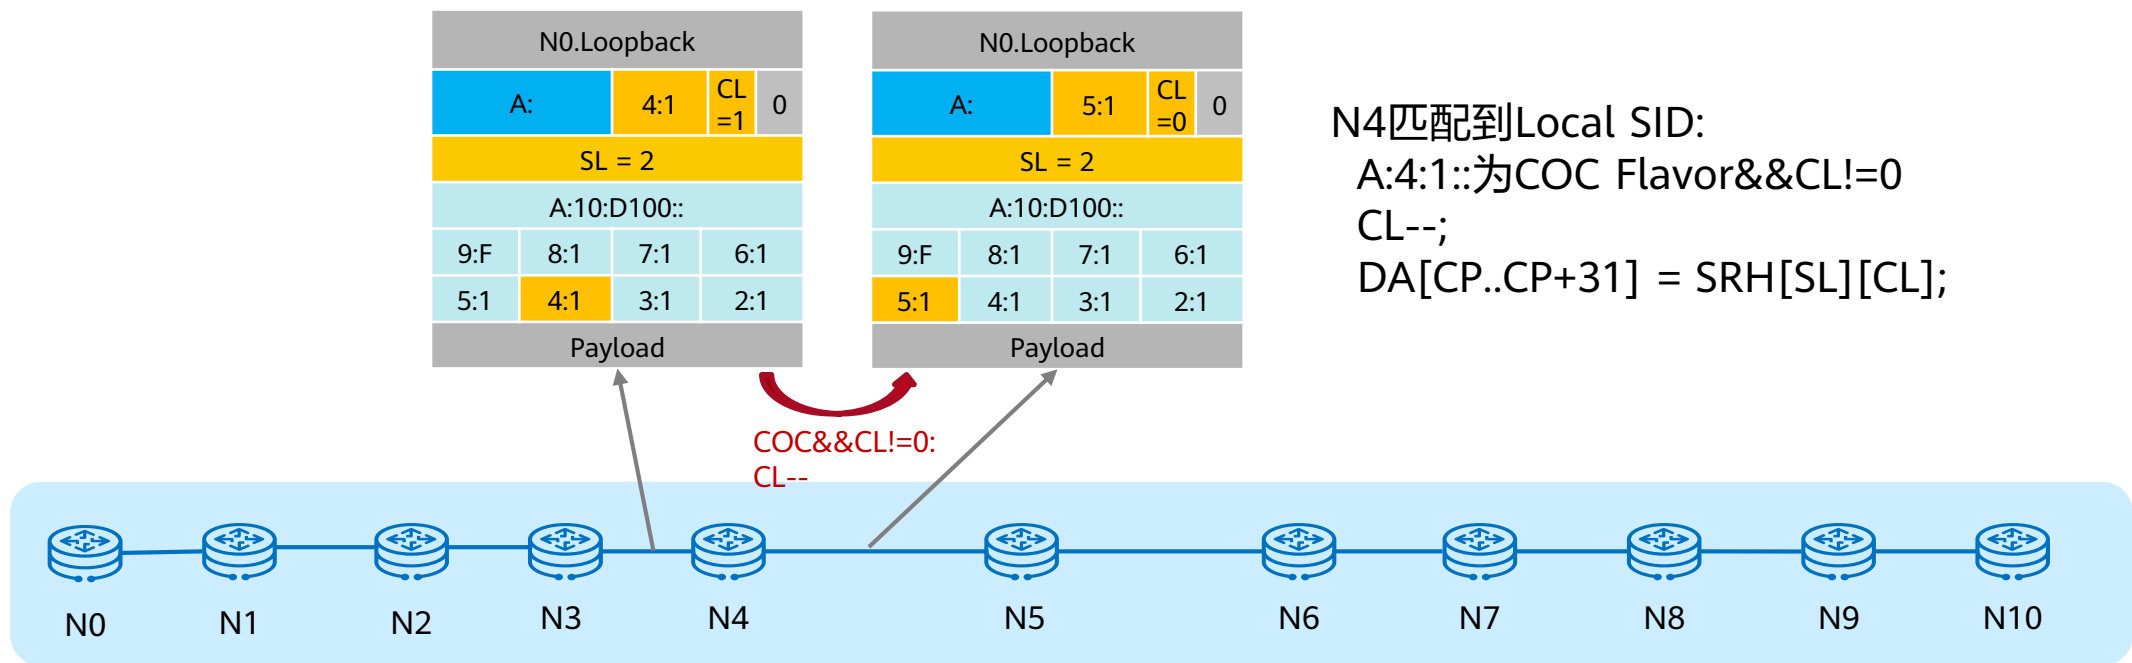 N0.Loopback
A: 4:1 CL =1 0
SL = 2
A:10:D100::
9:F 8:1 7:1 6:1
5:1 4:1 3:1 2:1
Payload
N0.Loopback
A: 5:1 CL =0 0
SL = 2
A:10:D100::
9:F 8:1 7:1 6:1
5:1 4:1 3:1 2:1
Payload
N4匹配到Local SID:
A:4:1::为COC Flavor&&CL!=0
CL--;
DA[CP..CP+31] = SRH[SL][CL];
COC&&CL!=0:
CL--
N0 N1 N2 N3 N4 N5 N6 N7 N8 N9 N10